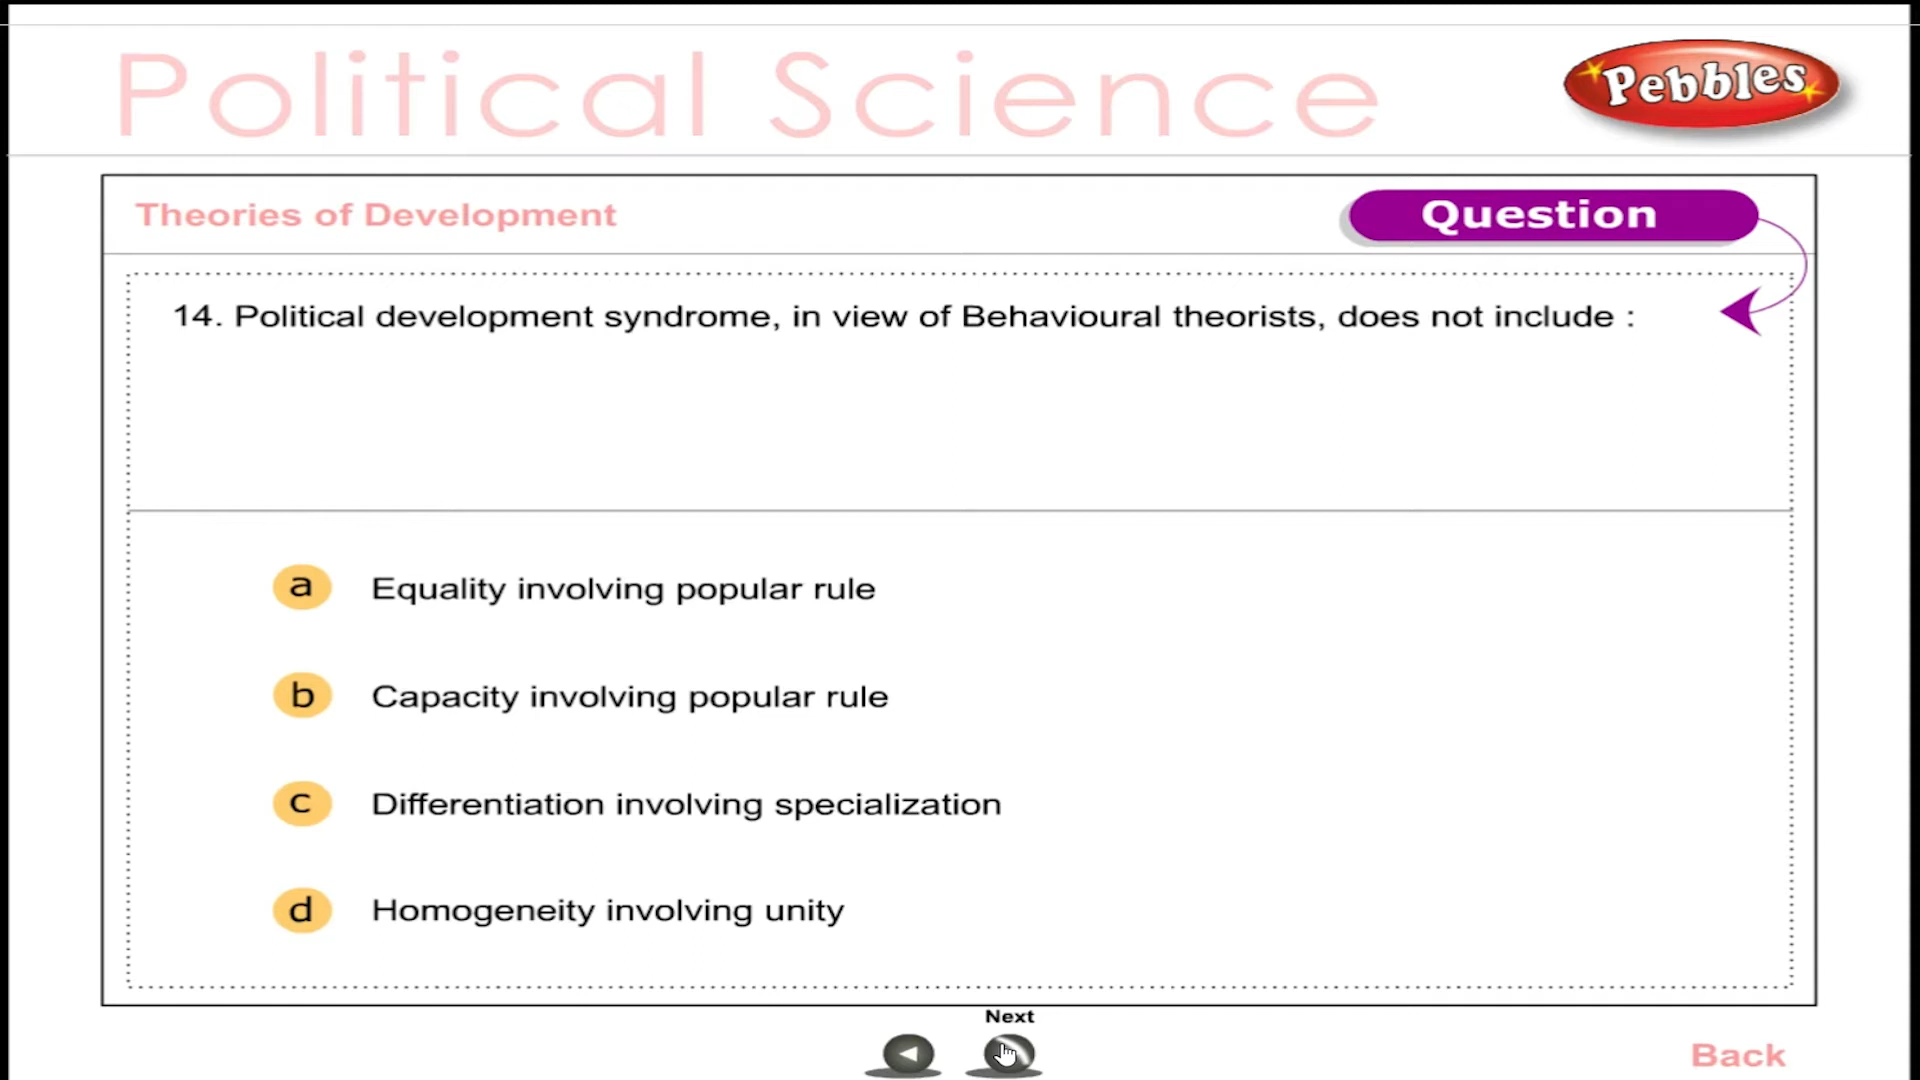 Political Science
Pebbles
Theories of Development
Question
14. Political development syndrome, in view of Behavioural theorists, does not include :
a Equality involving popular rule
b Capacity involving popular rule
c Differentiation involving specialization
d Homogeneity involving unity
Next
Back